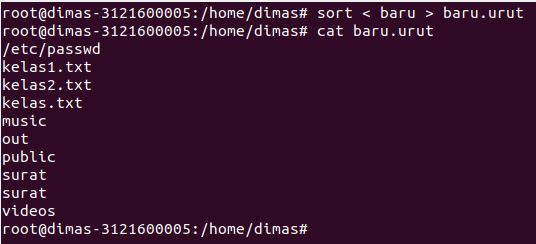 root@dimas-3121600005:/home/dimas# sort < baru > baru.urut
root@dimas-3121600005:/home/dimas# cat baru.urut
/etc/passwd
kelas1.txt
kelas2.txt
kelas.txt
music
out
public
surat
surat
videos
root@dimas-3121600005:/home/dimas#